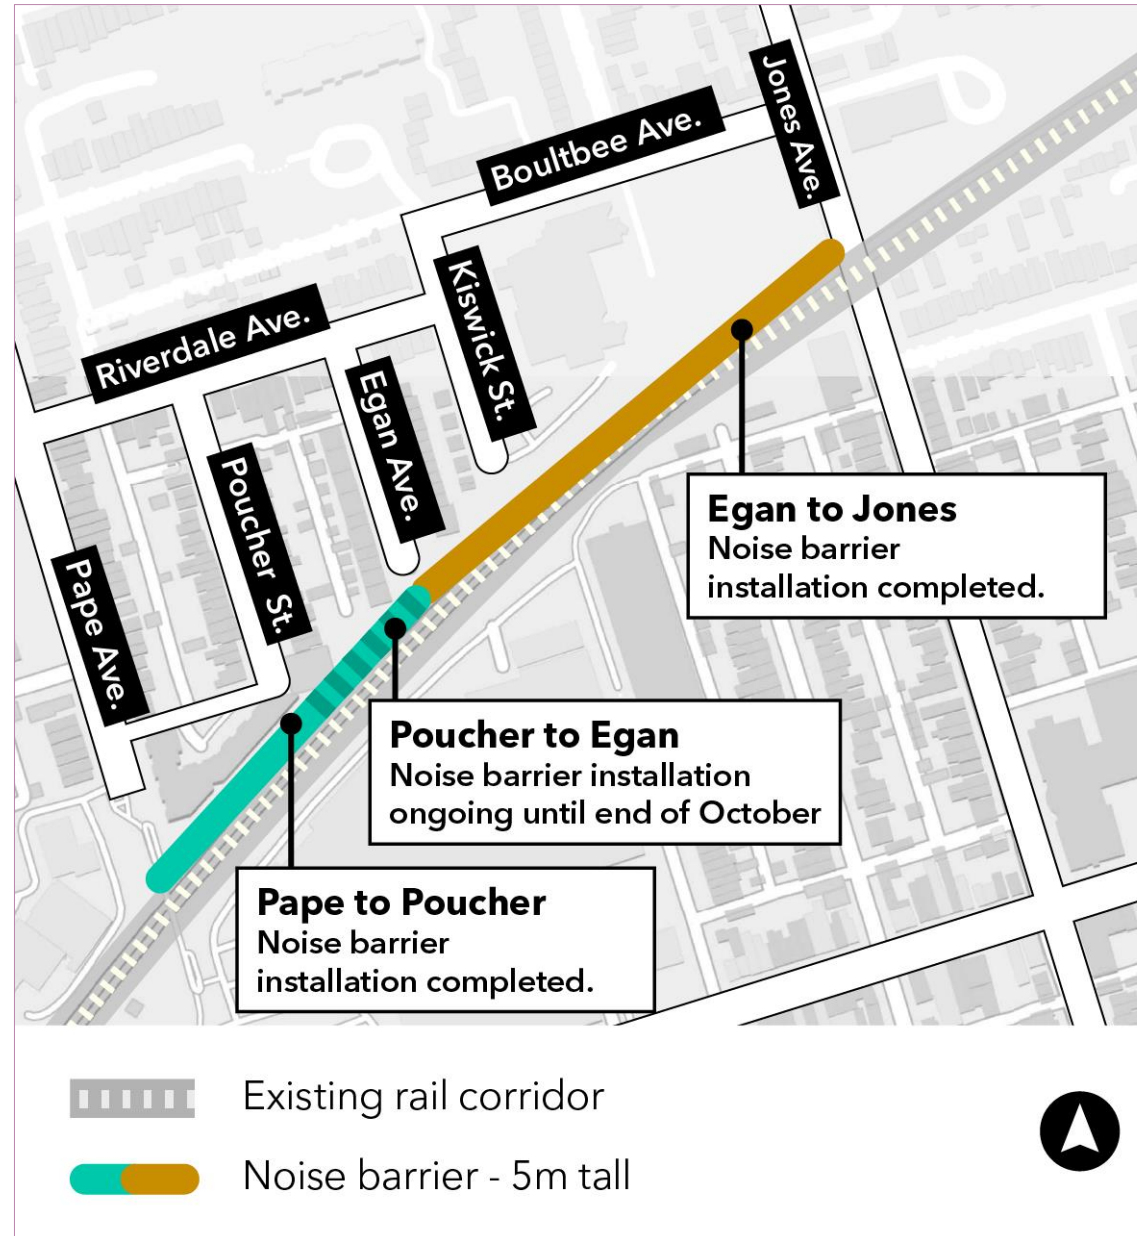 Jones Ave.
Boultbee Ave.
Kiswick St.
Riverdale Ave.
Egan Ave.
Poucher St.
Pape Ave.
Egan to Jones
Noise barrier
installation completed.
Poucher to Egan
Noise barrier installation
ongoing until end of October
Pape to Poucher
Noise barrier
installation completed.
Existing rail corridor
Noise barrier - 5m tall